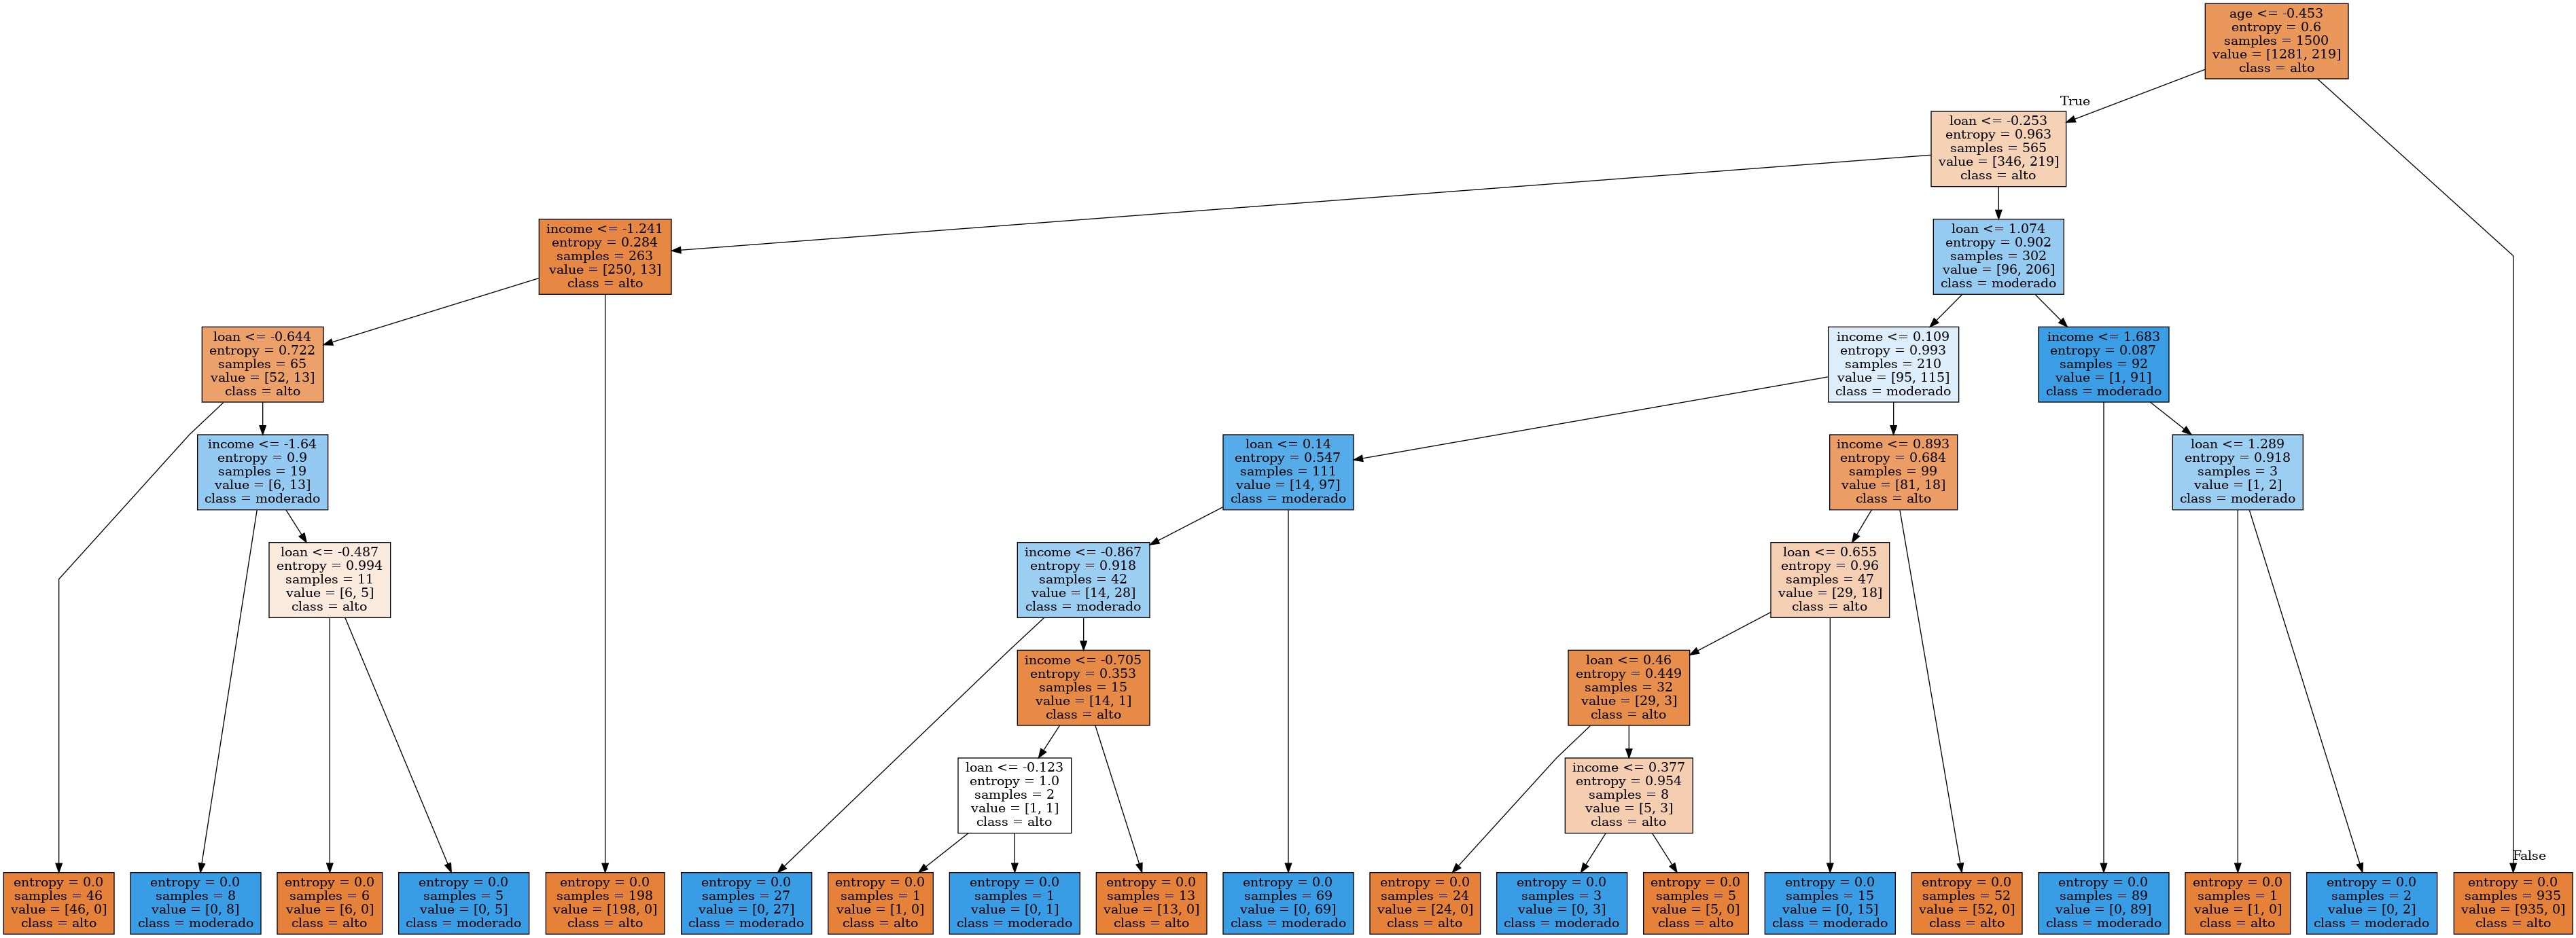 age <= -0.453
entropy = 0.6
samples = 1500
value = [1281, 219]
class = alto
True
loan <= -0.253
entropy = 0.963
samples = 565
value = [346, 219]
class = alto
income <= -1.241
entropy = 0.284
samples = 263
value = [250, 13]
class = alto
loan <= 1.074
entropy = 0.902
samples = 302
value = [96, 206]
class = moderado
loan <= -0.644
entropy = 0.722
samples = 65
value = [52, 13]
class = alto
income <= 0.109
entropy = 0.993
samples = 210
value = [95, 115]
class = moderado
income <= 1.683
entropy = 0.087
samples = 92
value = [1, 91]
class = moderado
income <= -1.64
entropy = 0.9
samples = 19
value = [6, 13]
class = moderado
loan <= 0.14
entropy = 0.547
samples = 111
value = [14, 97]
class = moderado
income <= 0.893
entropy = 0.684
samples = 99
value = [81, 18]
class = alto
loan <= 1.289
entropy = 0.918
samples = 3
value = [1, 2]
class = moderado
loan <= -0.487
entropy = 0.994
samples = 11
value = [6, 5]
class = alto
income <= -0.867
entropy = 0.918
samples = 42
value = [14, 28]
class = moderado
loan <= 0.655
entropy = 0.96
samples = 47
value = [29, 18]
class = alto
income <= -0.705
entropy = 0.353
samples = 15
value = [14, 1]
class = alto
loan <= 0.46
entropy = 0.449
samples = 32
value = [29, 3]
class = alto
loan <= -0.123
entropy = 1.0
samples = 2
value = [1, 1]
class = alto
income <= 0.377
entropy = 0.954
samples = 8
value = [5, 3]
class = alto
False
entropy = 0.0
samples = 46
value = [46, 0]
class = alto
entropy = 0.0
samples = 8
value = [0, 8]
class = moderado
entropy = 0.0
samples = 6
value = [6, 0]
class = alto
entropy = 0.0
samples = 5
value = [0, 5]
class = moderado
entropy = 0.0
samples = 198
value = [198, 0]
class = alto
entropy = 0.0
samples = 27
value = [0, 27]
class = moderado
entropy = 0.0
samples = 1
value = [1, 0]
class = alto
entropy = 0.0
samples = 1
value = [0, 1]
class = moderado
entropy = 0.0
samples = 13
value = [13, 0]
class = alto
entropy = 0.0
samples = 69
value = [0, 69]
class = moderado
entropy = 0.0
samples = 24
value = [24, 0]
class = alto
entropy = 0.0
samples = 3
value = [0, 3]
class = moderado
entropy = 0.0
samples = 5
value = [5, 0]
class = alto
entropy = 0.0
samples = 15
value = [0, 15]
class = moderado
entropy = 0.0
samples = 52
value = [52, 0]
class = alto
entropy = 0.0
samples = 89
value = [0, 89]
class = moderado
entropy = 0.0
samples = 1
value = [1, 0]
class = alto
entropy = 0.0
samples = 2
value = [0, 2]
class = moderado
entropy = 0.0
samples = 935
value = [935, 0]
class = alto